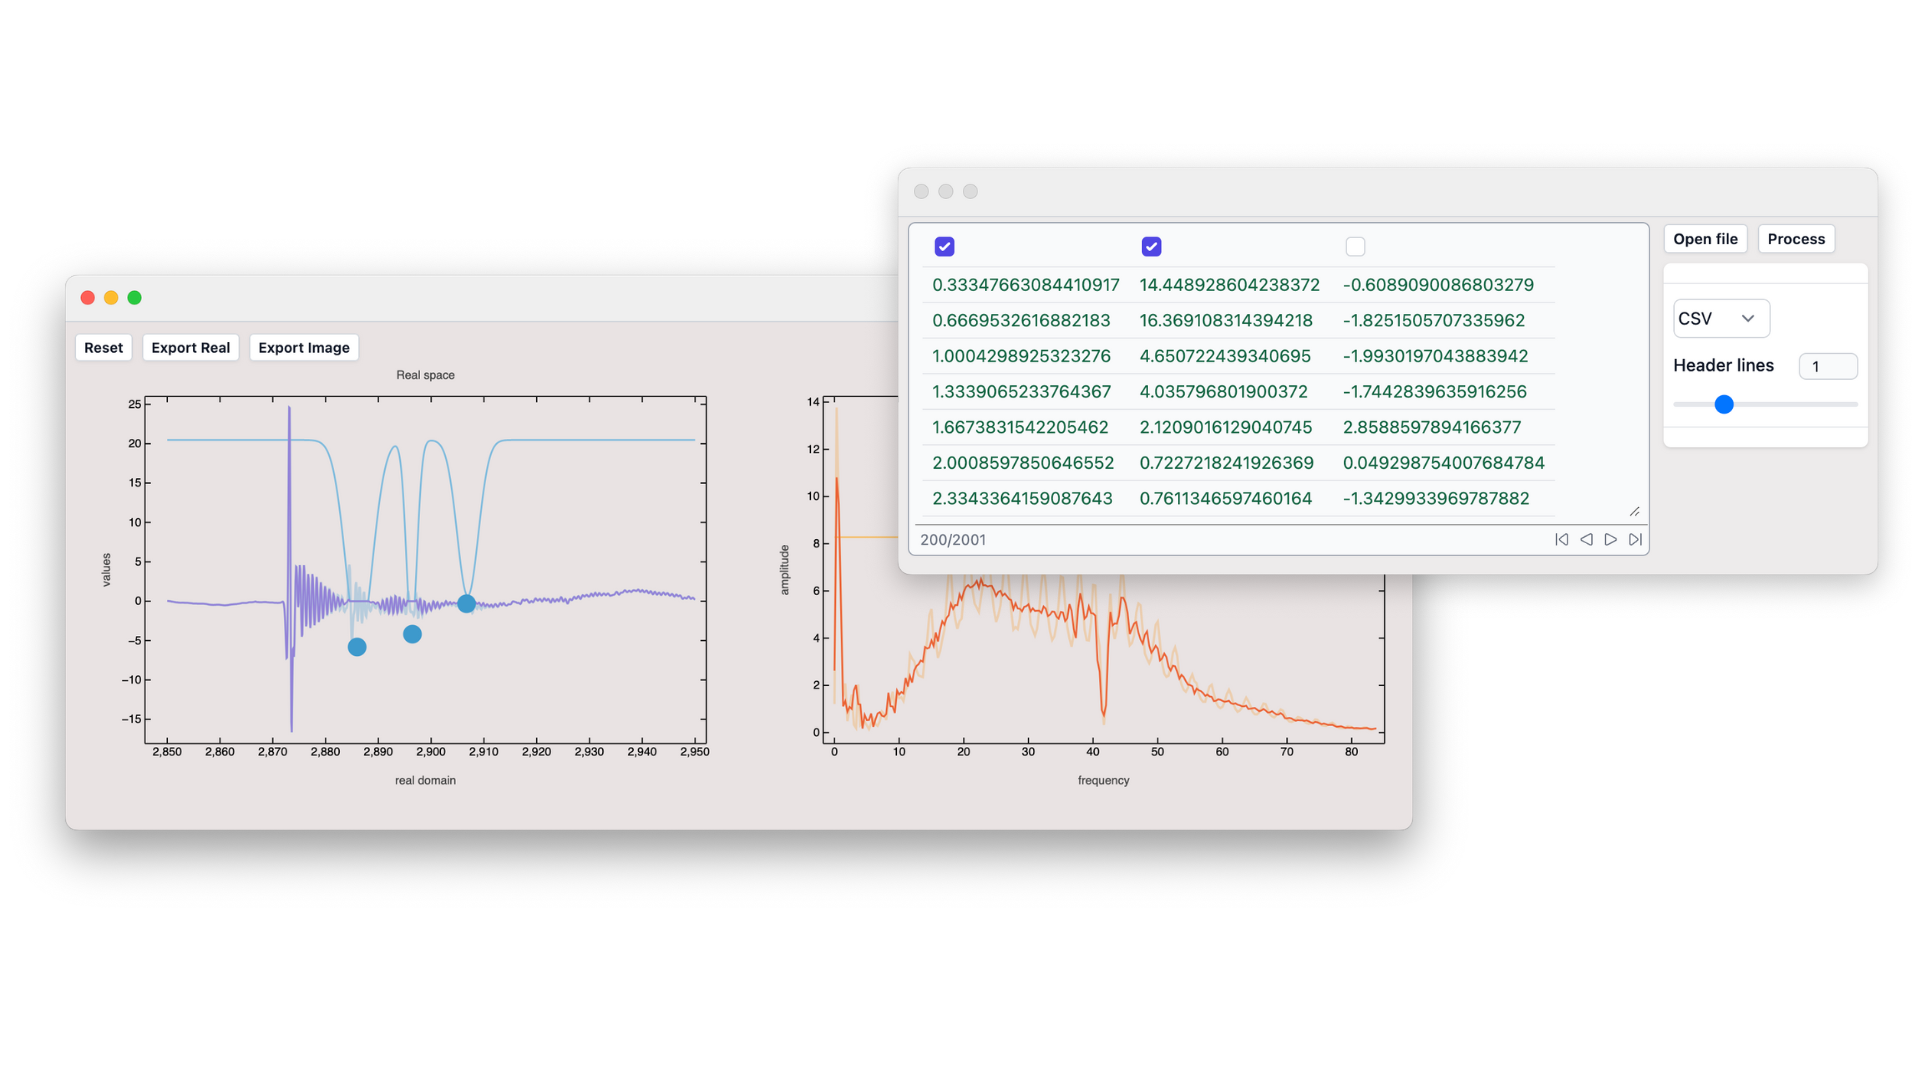 Open file Process
0.33347663084410917 14.448928604238372 -0.6089090086803279
0.6669532616882183 16.369108314394218 -1.8251505707335962
CSV
1.0004298925323276 4.650722439340695 -1.9930197043883942
Header lines 1
1.3339065233764367 4.035796801900372 -1.7442839635916256
1.6673831542205462 2.1209016129040745 2.8588597894166377
2.0008597850646552 0.7227218241926369 0.049298754007684784
2.3343364159087643 0.7611346597460164 -1.3429933969787882
200/2001
Reset Export Real Export Image
Real space
25
20
15
10
5
0
−5
−10
−15
values
2,850 2,860 2,870 2,880 2,890 2,900 2,910 2,920 2,930 2,940 2,950
real domain
14
12
10
8
6
4
2
0
amplitude
0 10 20 30 40 50 60 70 80
frequency